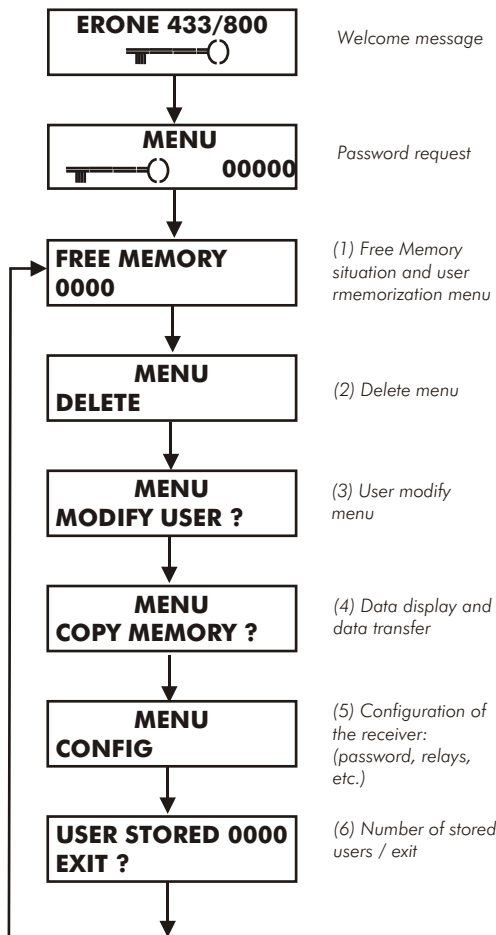 ERONE 433/800
Welcome message
MENU
00000
Password request
FREE MEMORY
0000
(1) Free Memory
situation and user
rmemorization menu
MENU
DELETE
(2) Delete menu
MENU
MODIFY USER ?
(3) User modify
menu
MENU
COPY MEMORY ?
(4) Data display and
data transfer
MENU
CONFIG
(5) Configuration of
the receiver:
(password, relays,
etc.)
USER STORED 0000
EXIT ?
(6) Number of stored
users / exit